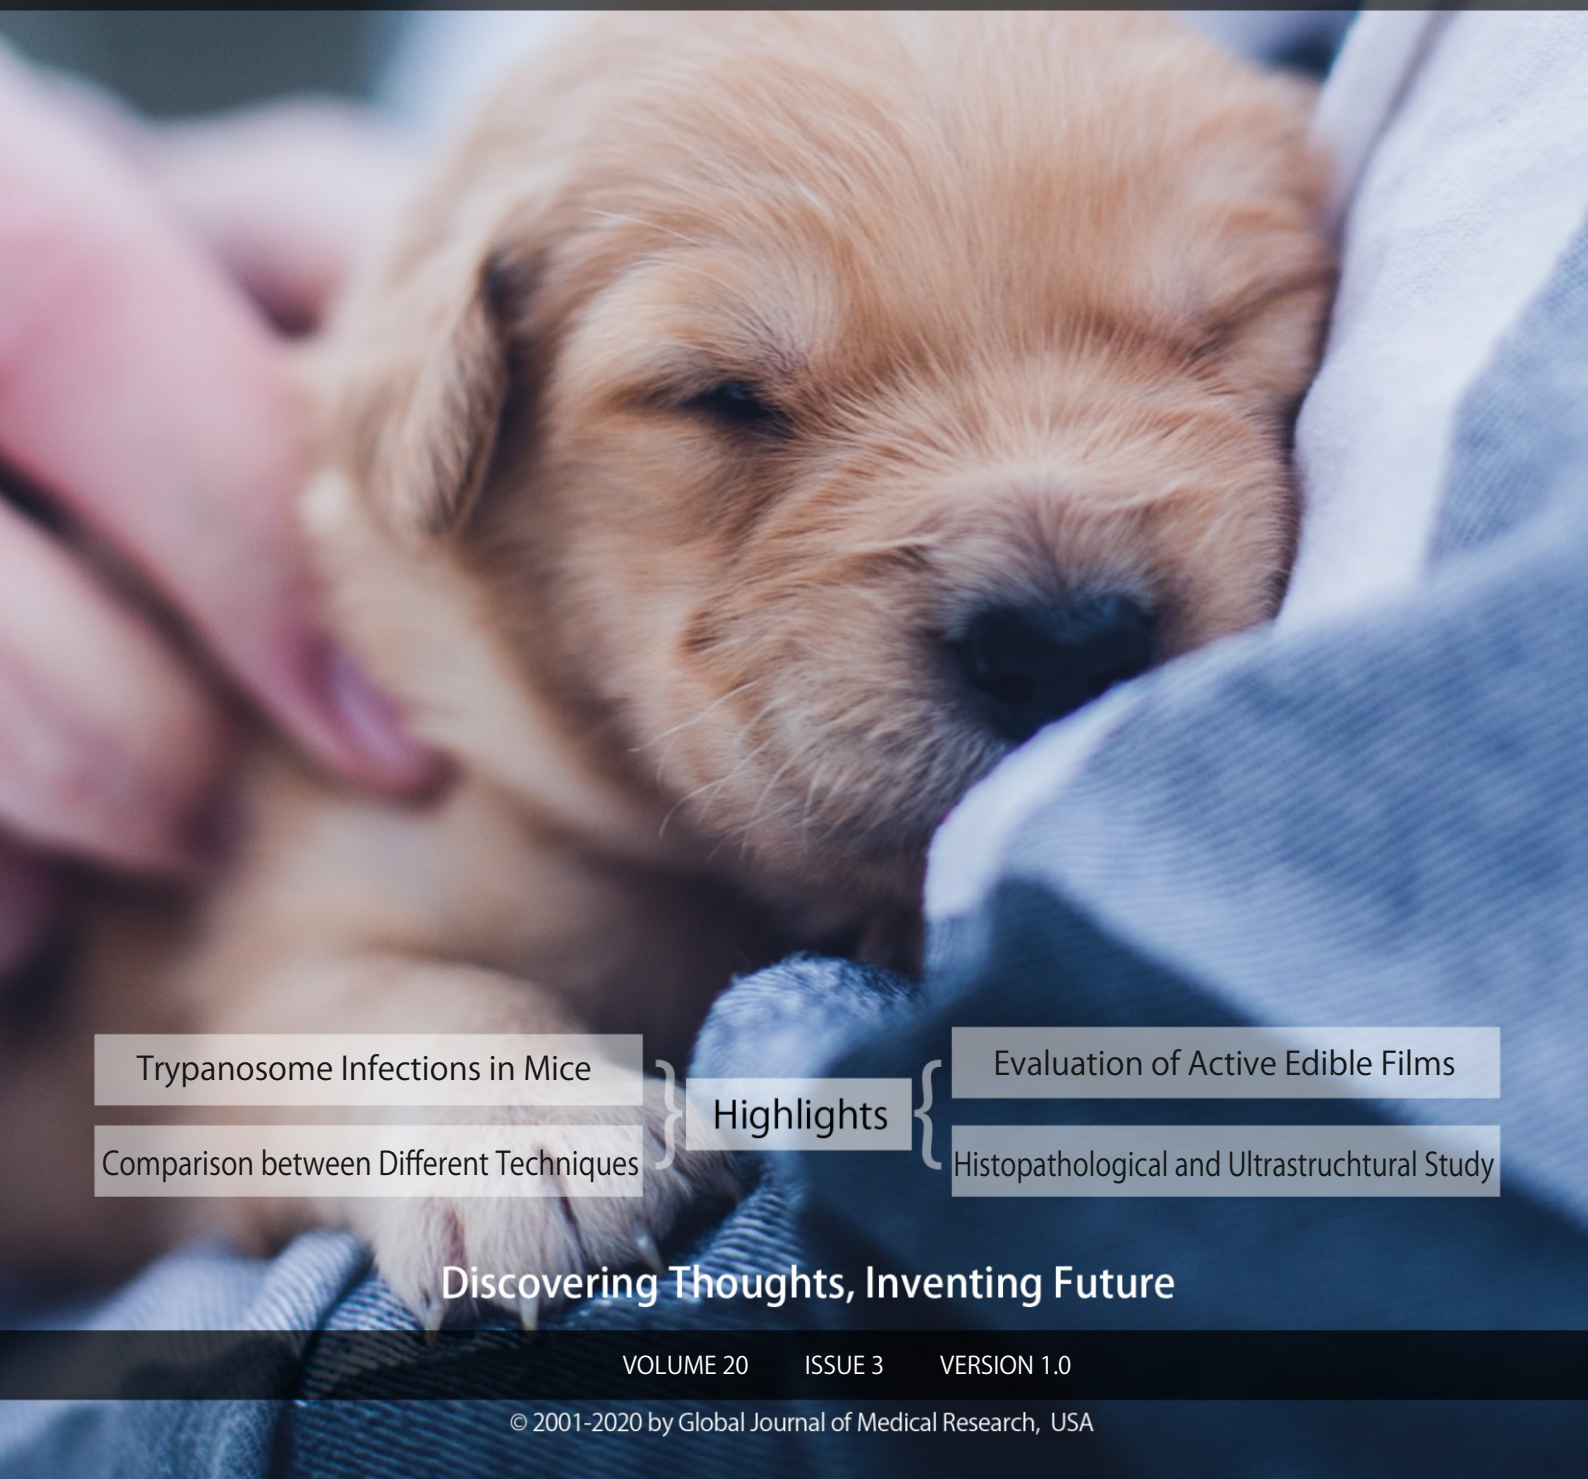 Trypanosome Infections in Mice
Comparison between Different Techniques
Highlights
Evaluation of Active Edible Films
Histopathological and Ultrastruchtural Study
Discovering Thoughts, Inventing Future
VOLUME 20 ISSUE 3 VERSION 1.0
© 2001-2020 by Global Journal of Medical Research, USA